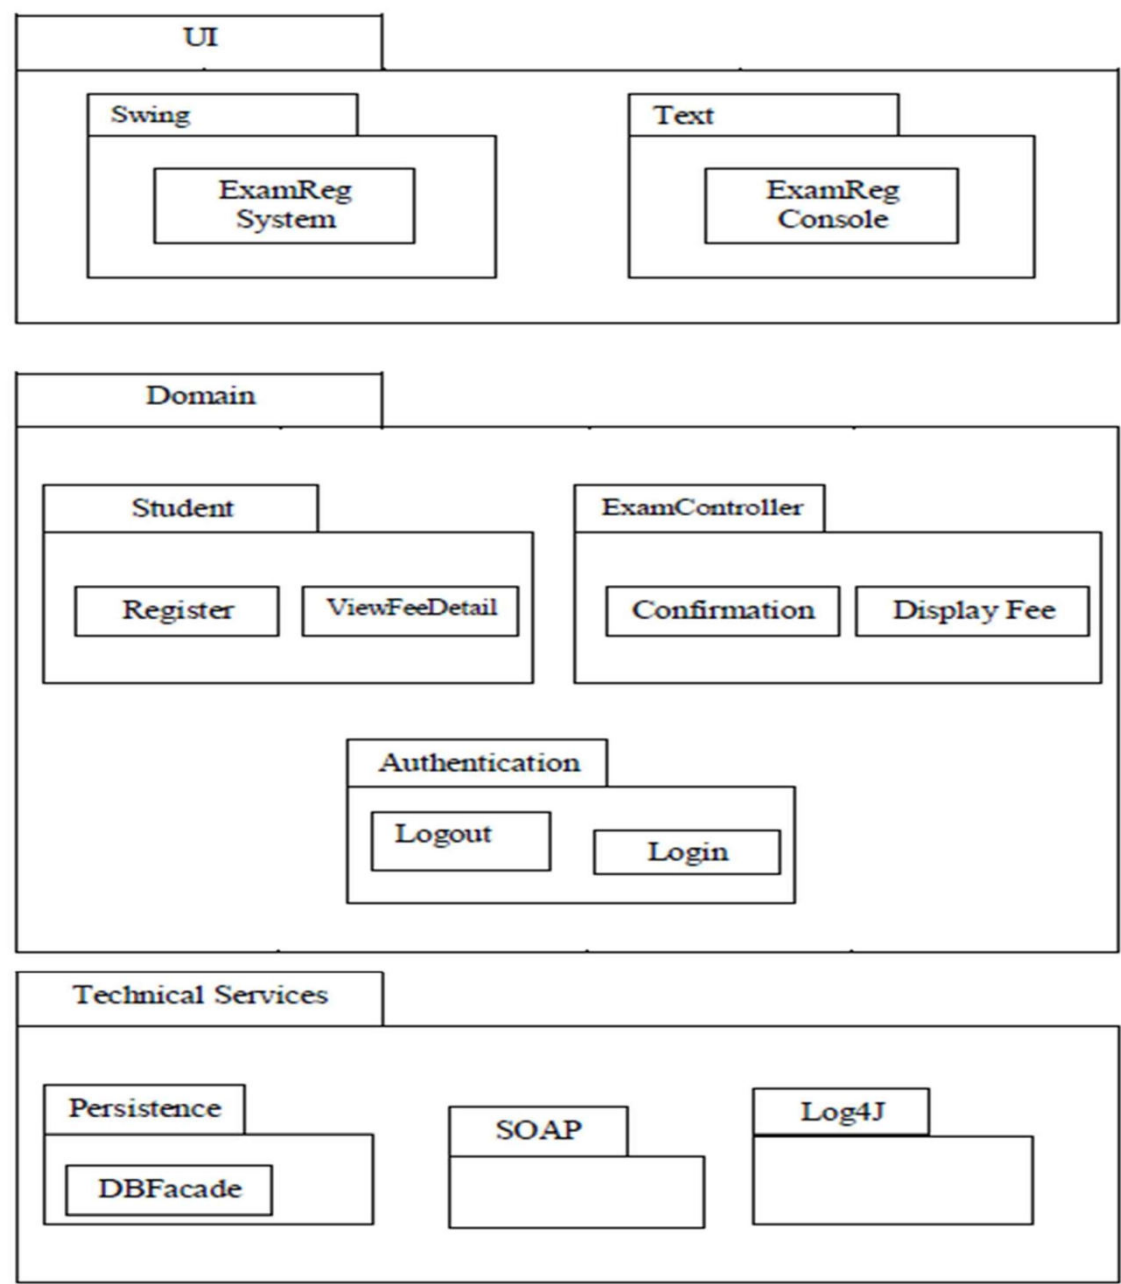 UI
Swing
Text
ExamReg
System
ExamReg
Console
Domain
Student
ExamController
Register
ViewFeeDetail
Confirmation
Display Fee
Authentication
Logout
Login
Technical Services
Persistence
SOAP
Log4J
DBFacade